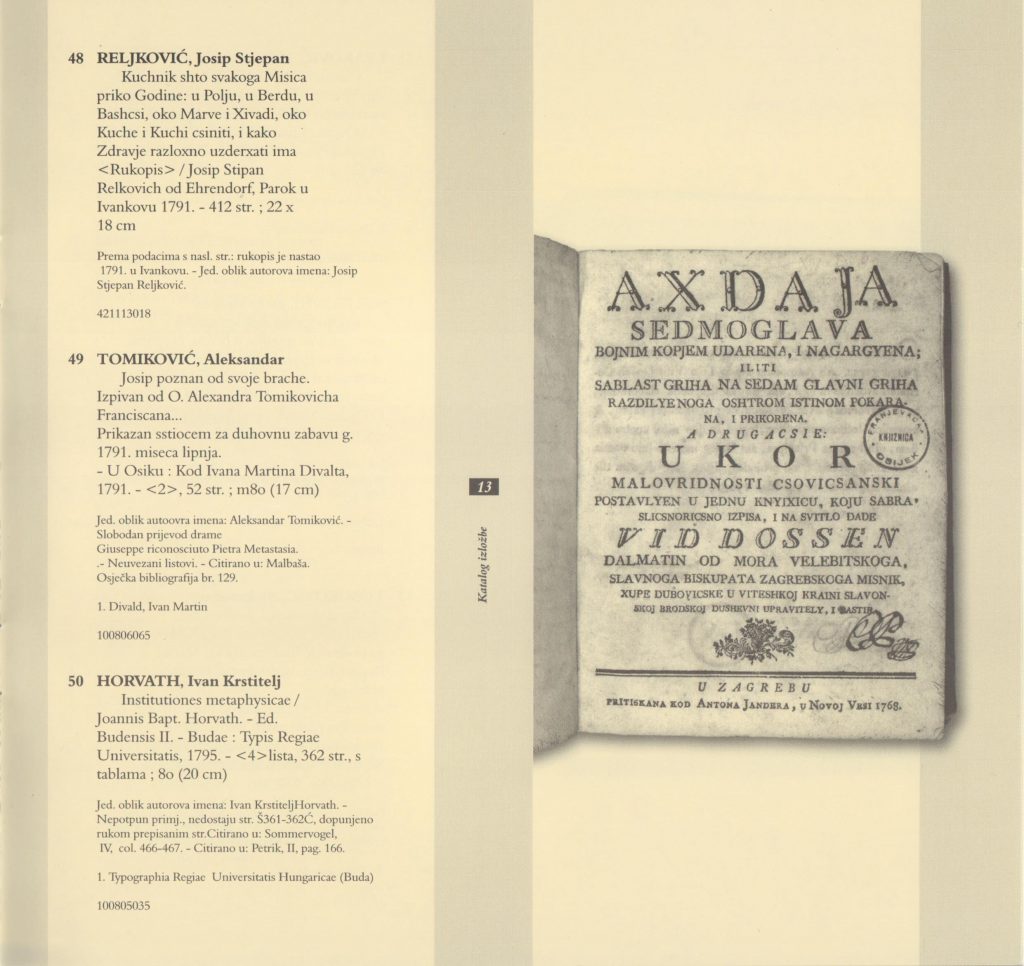 48 RELJKOVIĆ, Josip Stjepan
Kuchnik shto svakoga Misica
priko Godine: u Polju, u Berdu, u
Bashcsi, oko Marve i Xivadi, oko
Kuche i Kuchi csiniti, i kako
Zdravje razloxno uzderxati ima
<Rukopis> / Josip Stipan
Relkovich od Ehrendorf, Parok u
Ivankovu 1791. - 412 str. ; 22 x
18 cm
Prema podacima s nasl. str.: rukopis je nastao
1791. u Ivankovu. - Jed. oblik autorova imena: Josip
Stjepan Reljković.
421113018
49 TOMIKOVIĆ, Aleksandar
Josip poznan od svoje brache.
Izpivan od O. Alexandra Tomikovicha
Franciscana...
Prikazan sstiocem za duhovnu zabavu g.
1791. miseca lipnja.
- U Osiku : Kod Ivana Martina Divalta,
1791. - <2>, 52 str. ; m8o (17 cm)
Jed. oblik autoovra imena: Aleksandar Tomiković. -
Slobodan prijevod drame
Giuseppe riconosciuto Pietra Metastasia.
.- Neuvezani listovi. - Citirano u: Malbaša.
Osječka bibliografija br. 129.
1. Divald, Ivan Martin
100806065
50 HORVATH, Ivan Krstitelj
Institutiones metaphysicae /
Joannis Bapt. Horvath. - Ed.
Budensis II. - Budae : Typis Regiae
Universitatis, 1795. - <4>lista, 362 str., s
tablama ; 8o (20 cm)
Jed. oblik autorova imena: Ivan KrstiteljHorvath. -
Nepotpun primj., nedostaju str. Š361-362Ć, dopunjeno
rukom prepisanim str.Citirano u: Sommervogel,
IV, col. 466-467. - Citirano u: Petrik, II, pag. 166.
1. Typographia Regiae Universitatis Hungaricae (Buda)
100805035
13
Katalog izložbe
AXDAJA
SEDMOGLAVA
BOJNIM KOPJEM UDARENA, I NAGARGYENA;
ILITI
SABLAST GRIHA NA SEDAM GLAVNI GRIHA
RAZDILYENOGA OSHTROM ISTINOM POKARA-
NA, I PRIKORENA.
A DRUGACSIE:
UKOR
MALOVRIDNOSTI CSOVICSANSKI
POSTAVLYEN U JEDNU KNYIXICU, KOJU SABRA,
SLICSNORICSNO IZPISA, I NA SVITLO DADE
VID DOSSEN
DALMATIN OD MORA VELEBITSKOGA,
SLAVNOGA BISKUPATA ZAGREBSKOGA MISNIK,
XUPE DUBOVICSKE U VITESHKOJ KRAINI SLAVON-
SKOJ BRODSKOJ DUSHEVNI UPRAVITELY, I PASTIR.
FRANJEVAČKA
KNJIŽNICA
OSIJEK
U ZAGREBU
PRITISKANA KOD ANTONA JANDERA, U NOVOJ VESI 1768.